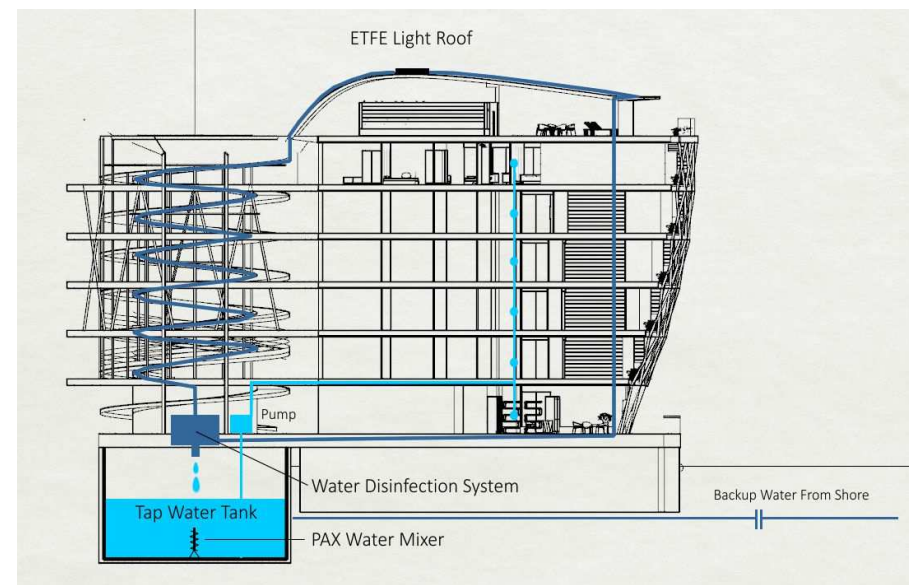 ETFE Light Roof
Pump
Water Disinfection System
Backup Water From Shore
Tap Water Tank
PAX Water Mixer